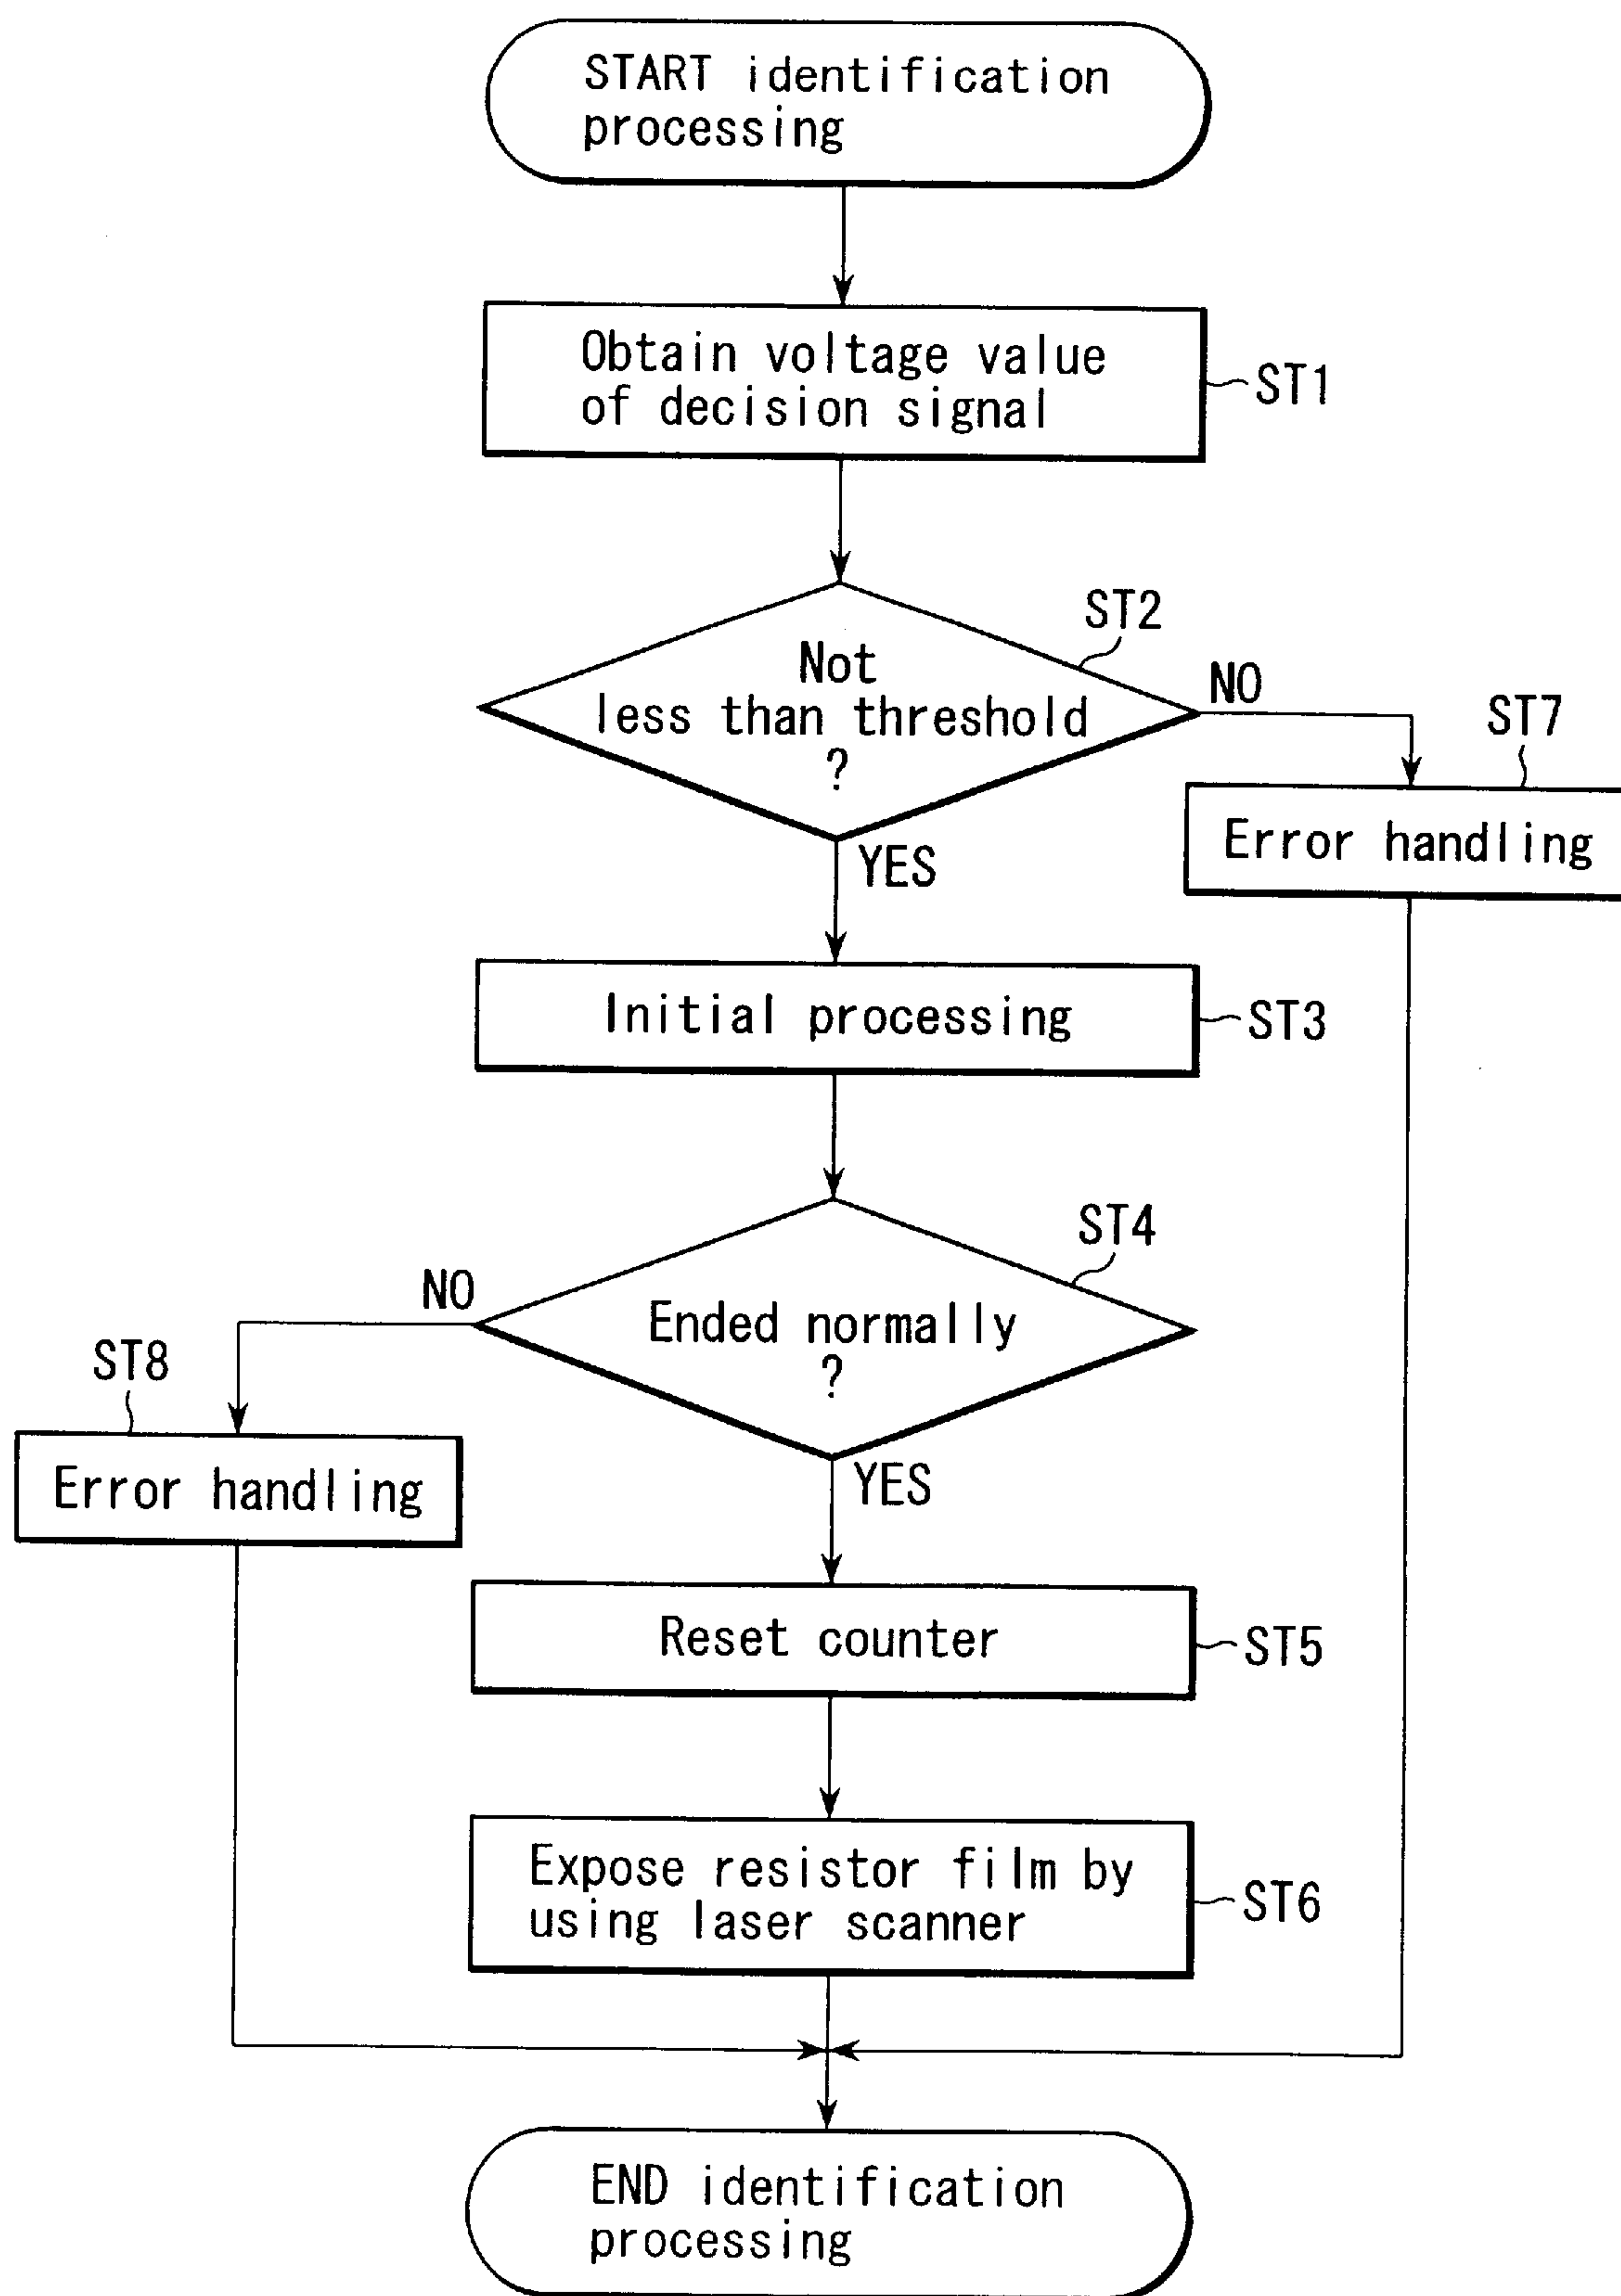 START identification
processing
Obtain voltage value
of decision signal
ST1
ST2
Not
less than threshold
?
NO
YES
ST7
Error handling
Initial processing
ST3
ST4
NO
Ended normally
?
YES
ST8
Error handling
Reset counter
ST5
Expose resistor film by
using laser scanner
ST6
END identification
processing